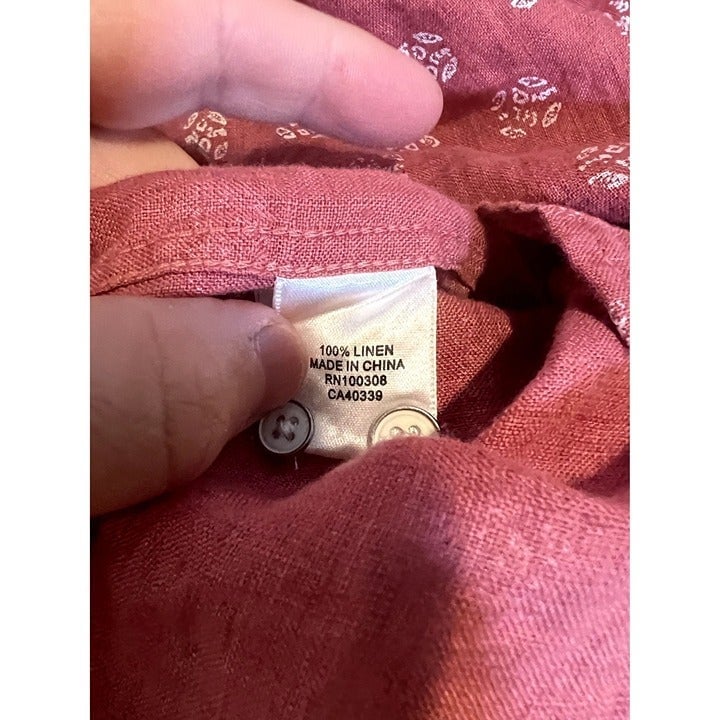 100% LINEN
MADE IN CHINA
RN100308
CA40339